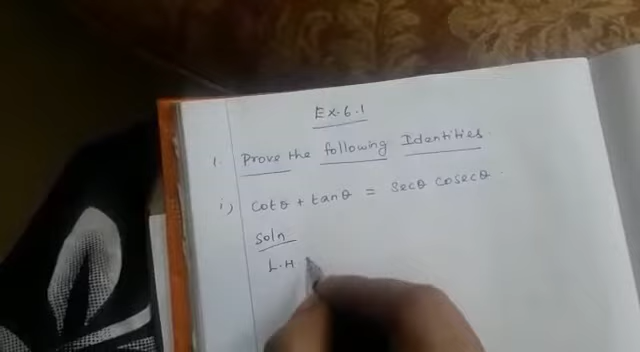 Ex.6.1
1. Prove the following Identities.
i) cotθ + tanθ = secθ cosecθ.
Soln
L.H.